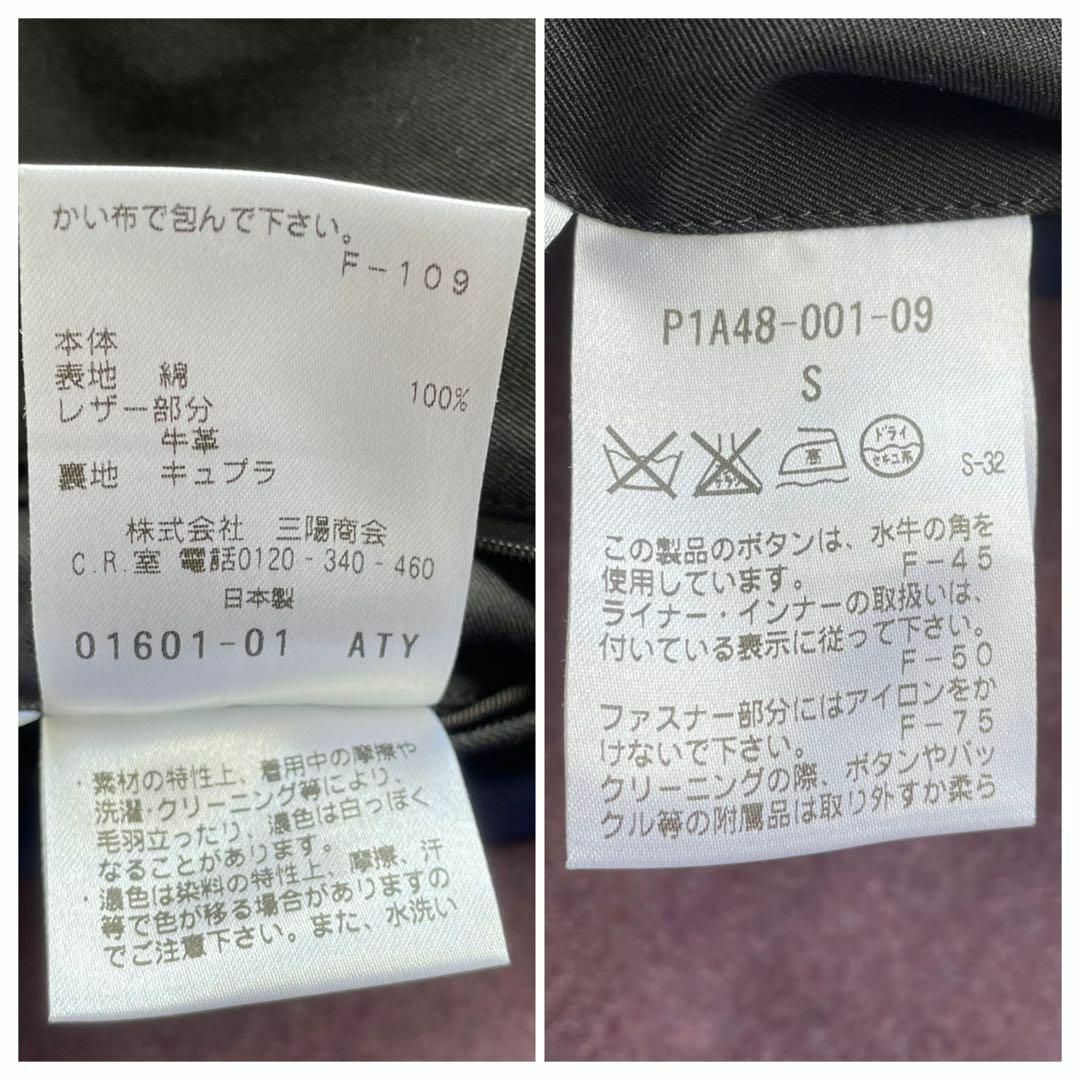 かい布で包んで下さい。
F-109
本体
表地 綿 100%
レザー部分
牛革
裏地 キュプラ
株式会社 三陽商会
C.R.室 電話0120-340-460
日本製
01601-01 ATY
・素材の特性上、着用中の摩擦や
洗濯・クリーニング等により、
毛羽立ったり、濃色は白っぽく
なることがあります。
・濃色は染料の特性上、摩擦、汗
等で色が移る場合がありますの
でご注意下さい。また、水洗い
P1A48-001-09
S
高
ドライ
セキユ系
S-32
この製品のボタンは、水牛の角を
使用しています。 F-45
ライナー・インナーの取扱いは、
付いている表示に従って下さい。
F-50
ファスナー部分にはアイロンをか
けないで下さい。 F-75
クリーニングの際、ボタンやバッ
クル等の附属品は取り外すか柔ら